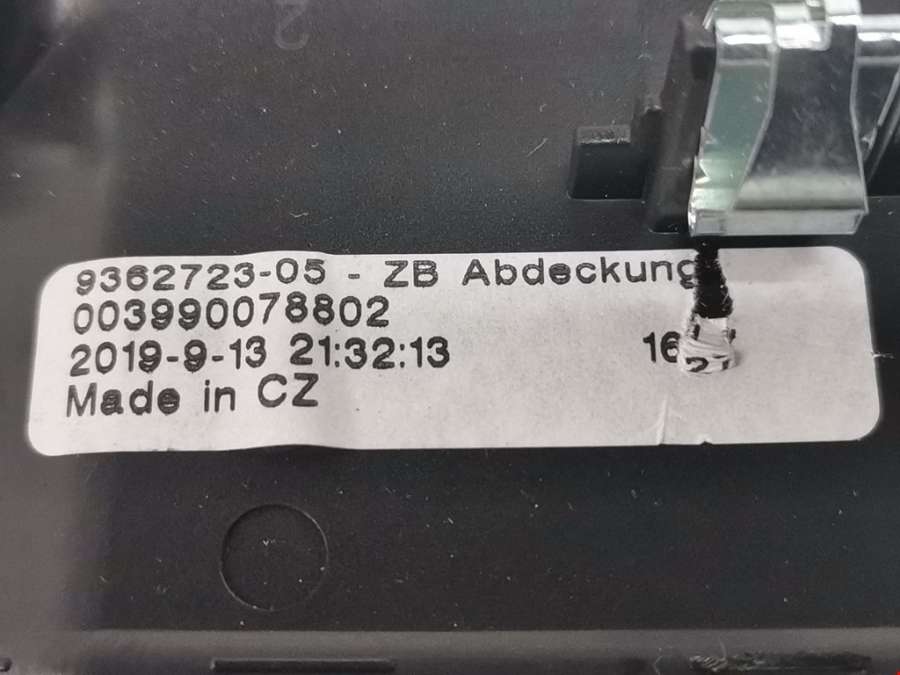 9362723-05 - ZB Abdeckung
003990078802
2019-9-13 21:32:13
Made in CZ